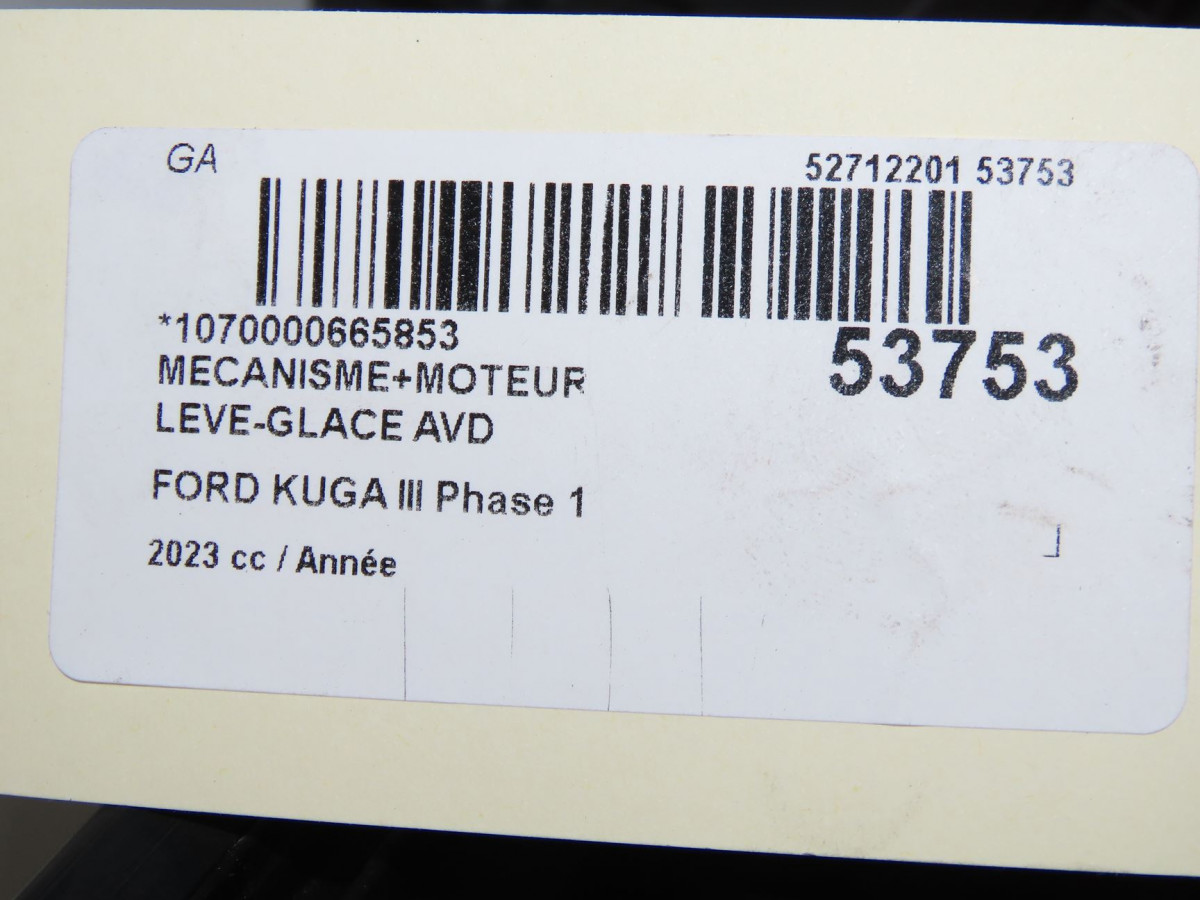 GA
52712201 53753
*1070000665853
53753
MECANISME+MOTEUR
LEVE-GLACE AVD
FORD KUGA III Phase 1
2023 cc / Année